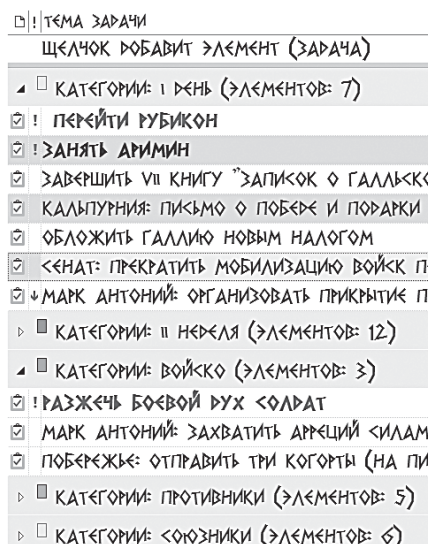 ! ТЕМА ЗАДАЧИ
ЩЕЛЧОК ДОБАВИТ ЭЛЕМЕНТ (ЗАДАЧА)
КАТЕГОРИИ: I ДЕНЬ (ЭЛЕМЕНТОВ: 7)
! ПЕРЕЙТИ РУБИКОН
! ЗАНЯТЬ АРИМИН
ЗАВЕРШИТЬ VII КНИГУ "ЗАПИСОК О ГАЛЛЬСКО
КАЛЬПУРНИЯ: ПИСЬМО О ПОБЕДЕ И ПОДАРКИ
ОБЛОЖИТЬ ГАЛЛИЮ НОВЫМ НАЛОГОМ
СЕНАТ: ПРЕКРАТИТЬ МОБИЛИЗАЦИЮ ВОЙСК П
↓ МАРК АНТОНИЙ: ОРГАНИЗОВАТЬ ПРИКРЫТИЕ П
КАТЕГОРИИ: II НЕДЕЛЯ (ЭЛЕМЕНТОВ: 12)
КАТЕГОРИИ: ВОЙСКО (ЭЛЕМЕНТОВ: 3)
! РАЗЖЕЧЬ БОЕВОЙ ДУХ СОЛДАТ
МАРК АНТОНИЙ: ЗАХВАТИТЬ АРРЕЦИЙ СИЛАМ
ПОБЕРЕЖЬЕ: ОТПРАВИТЬ ТРИ КОГОРТЫ (НА ПИ
КАТЕГОРИИ: ПРОТИВНИКИ (ЭЛЕМЕНТОВ: 5)
КАТЕГОРИИ: СОЮЗНИКИ (ЭЛЕМЕНТОВ: 6)